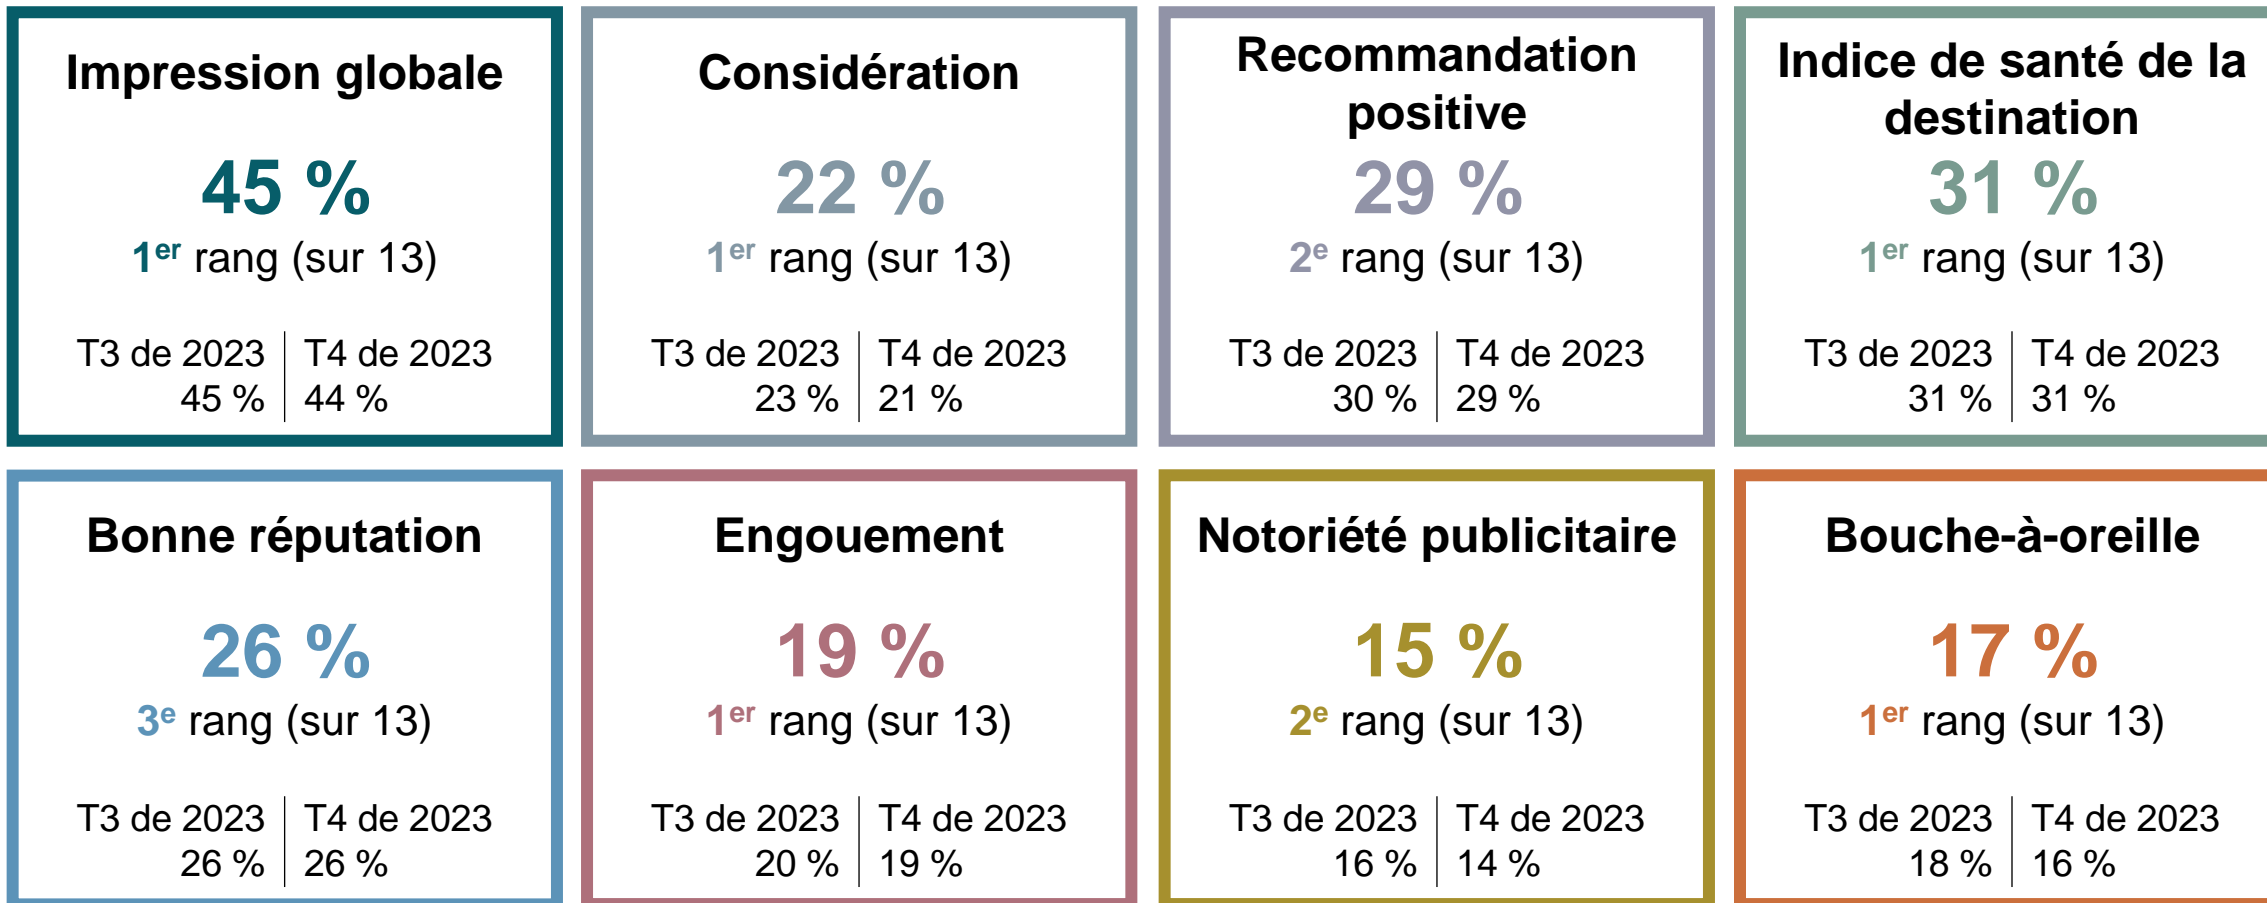 Impression globale
45 %
1er rang (sur 13)
T3 de 2023 T4 de 2023
45 % 44 %
Considération
22 %
1er rang (sur 13)
T3 de 2023 T4 de 2023
23 % 21 %
Recommandation
positive
29 %
2e rang (sur 13)
T3 de 2023 T4 de 2023
30 % 29 %
Indice de santé de la
destination
31 %
1er rang (sur 13)
T3 de 2023 T4 de 2023
31 % 31 %
Bonne réputation
26 %
3e rang (sur 13)
T3 de 2023 T4 de 2023
26 % 26 %
Engouement
19 %
1er rang (sur 13)
T3 de 2023 T4 de 2023
20 % 19 %
Notoriété publicitaire
15 %
2e rang (sur 13)
T3 de 2023 T4 de 2023
16 % 14 %
Bouche-à-oreille
17 %
1er rang (sur 13)
T3 de 2023 T4 de 2023
18 % 16 %